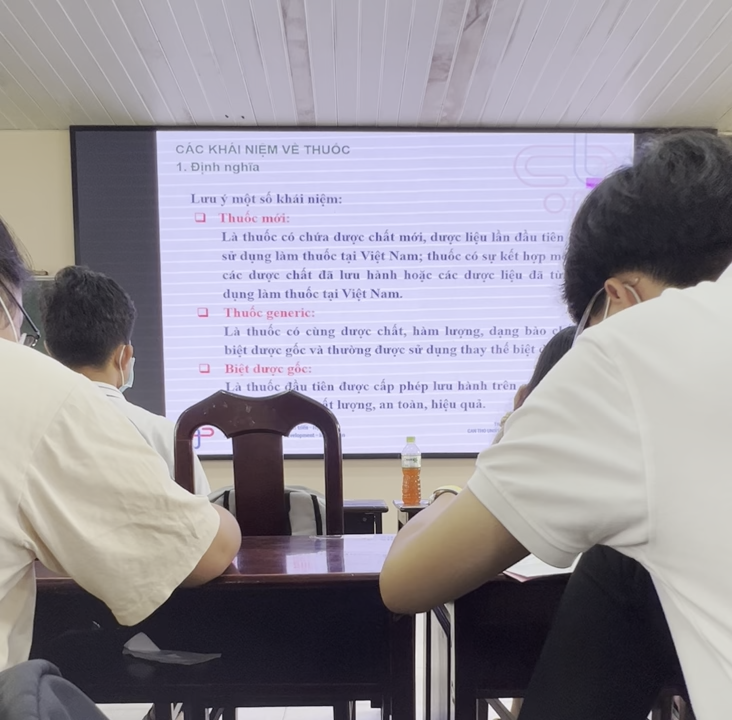 CÁC KHÁI NIỆM VỀ THUỐC
1. Định nghĩa
Lưu ý một số khái niệm:
Thuốc mới:
Là thuốc có chứa dược chất mới, dược liệu lần đầu tiên
sử dụng làm thuốc tại Việt Nam; thuốc có sự kết hợp
các dược chất đã lưu hành hoặc các dược liệu đã
dụng làm thuốc tại Việt Nam.
Thuốc generic:
Là thuốc có cùng dược chất, hàm lượng, dạng bào
biệt dược gốc và thường được sử dụng thay thế biệt
Biệt dược gốc:
Là thuốc đầu tiên được cấp phép lưu hành trên
lượng, an toàn, hiệu quả.